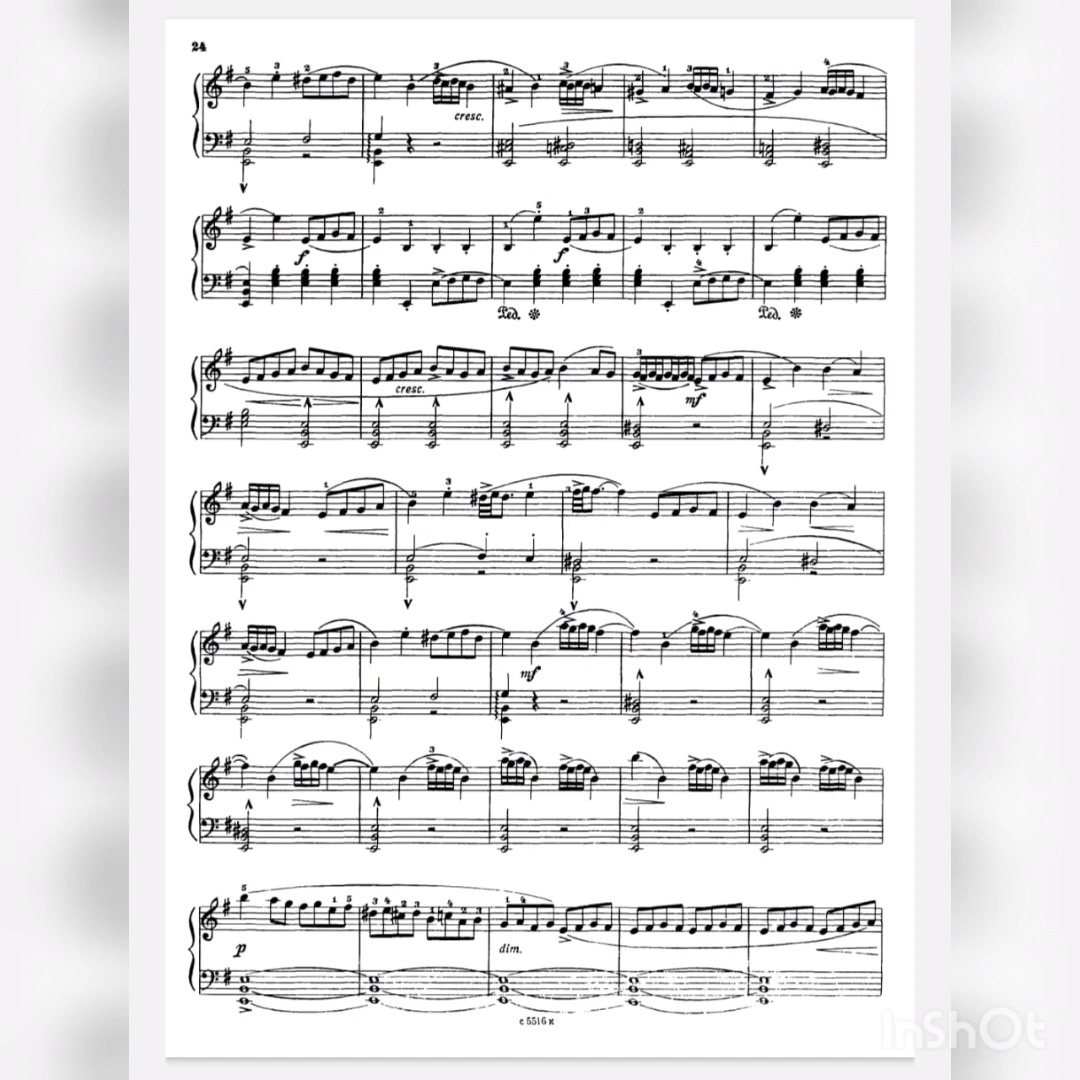 24
cresc.
f f
Ped. Ped.
cresc.
mf
mf
p dim.
с 5516 к
InShOt